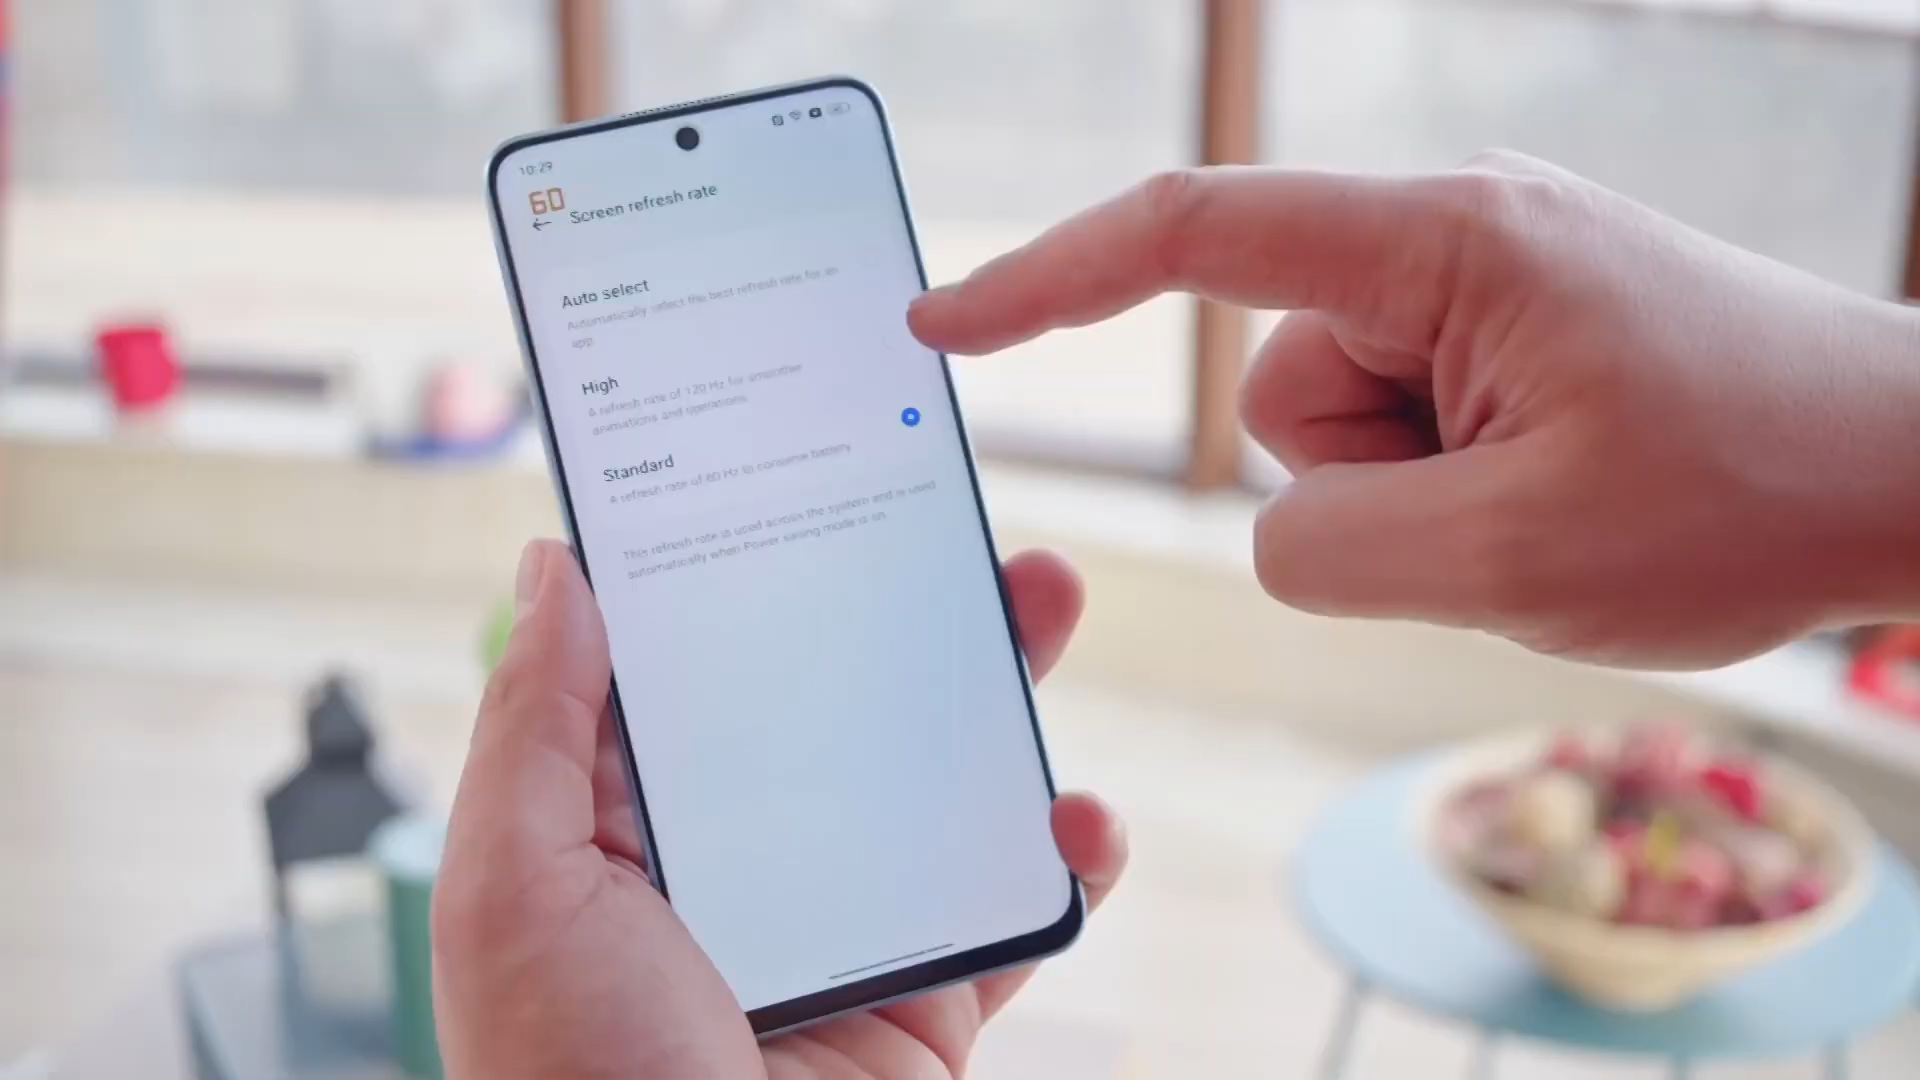 10:29
60
Screen refresh rate
Auto select
Automatically select the best refresh rate for an
app.
High
A refresh rate of 120 Hz for smoother
animations and operations.
Standard
A refresh rate of 60 Hz to conserve battery
This refresh rate is used across the system and is used
automatically when Power saving mode is on.